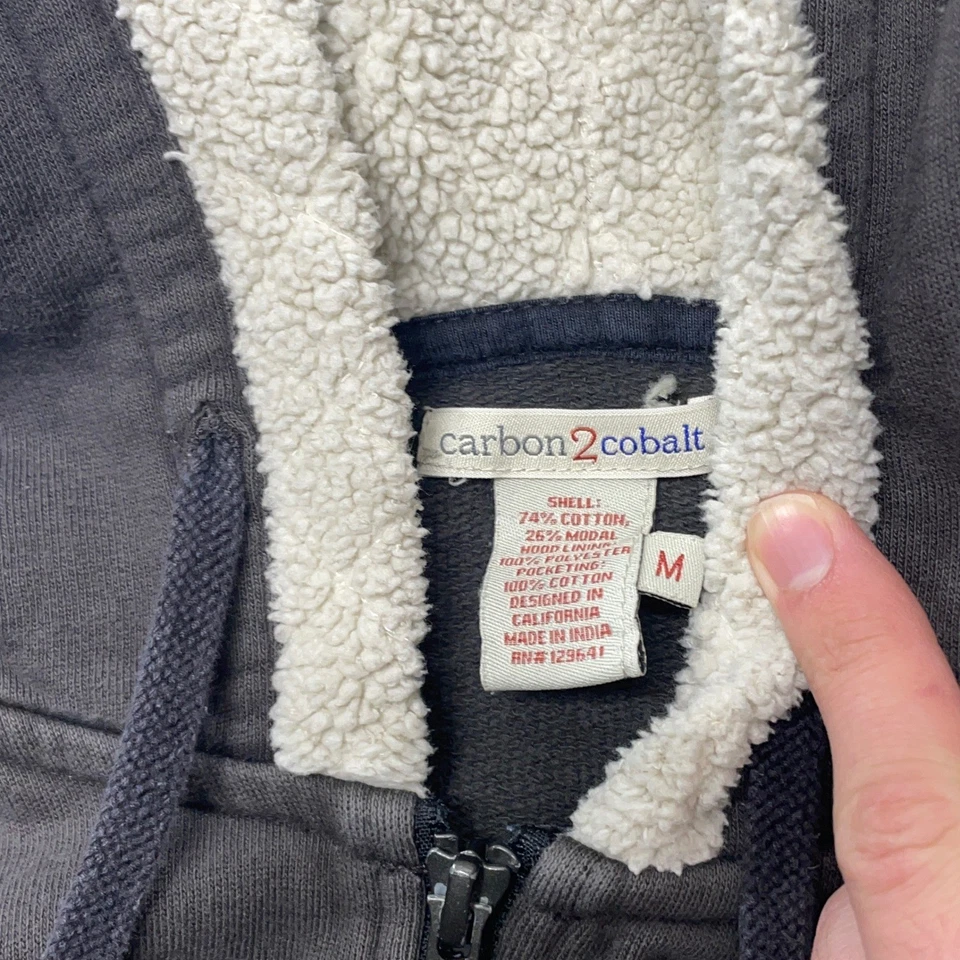 carbon2cobalt
SHELL:
74% COTTON,
26% MODAL
HOOD LINING:
100% POLYESTER
POCKETING:
100% COTTON
DESIGNED IN
CALIFORNIA
MADE IN INDIA
RN# 129641
M